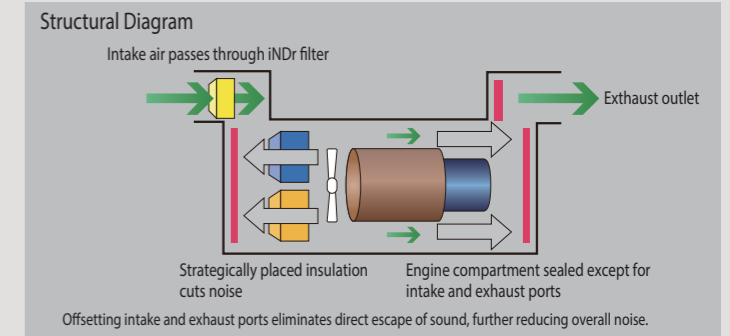 Structural Diagram
Intake air passes through iNDr filter
Exthaust outlet
Strategically placed insulation
cuts noise
Engine compartment sealed except for
intake and exhaust ports
Offsetting intake and exhaust ports eliminates direct escape of sound, further reducing overall noise.